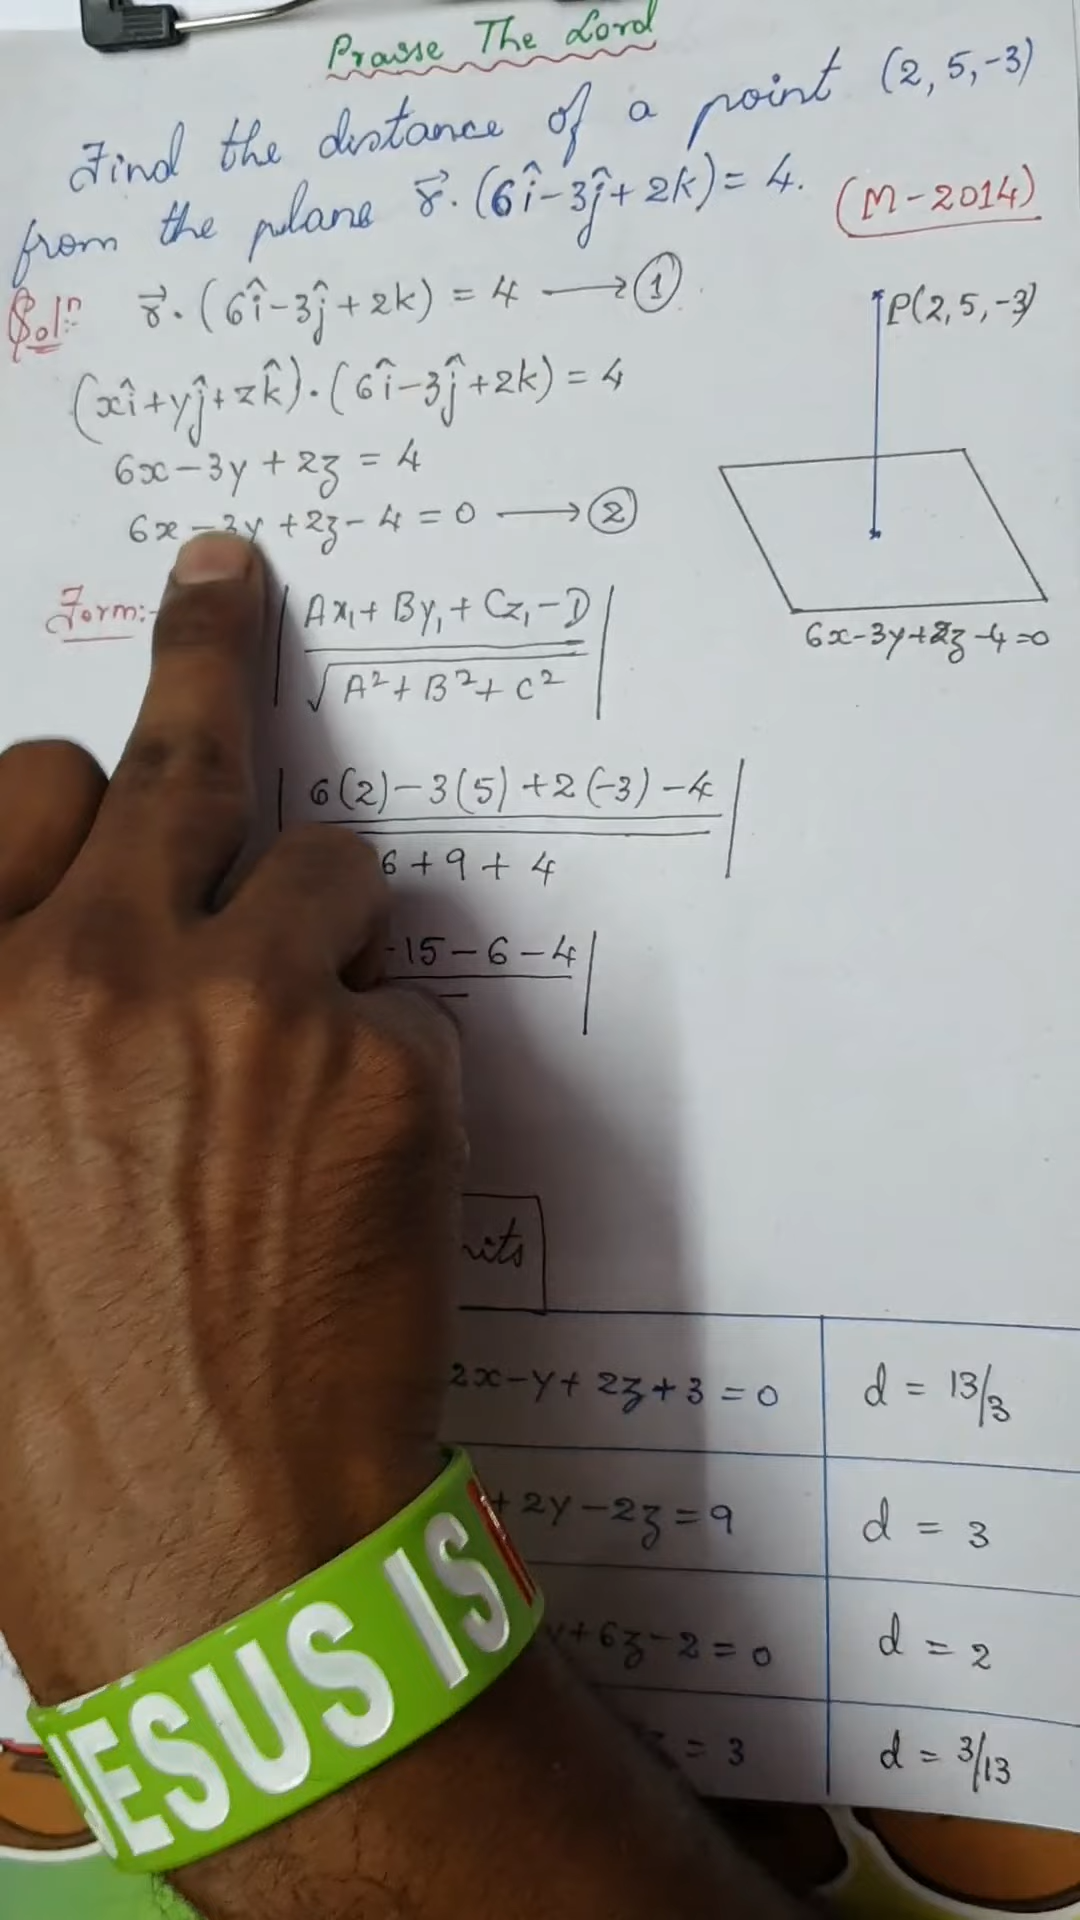 Praise The Lord
Find the distance of a point (2, 5, -3)
from the plane r⃗. (6î-3ĵ+2k)= 4.
(M-2014)
Solⁿ:- r⃗. (6î-3ĵ+2k) = 4 → ①
P(2, 5, -3)
(xî+yĵ+zk̂).(6î-3ĵ+2k) = 4
6x-3y+2z = 4
6x-3y+2z-4=0 → ②
Form:- | Ax₁+By₁+Cz₁-D |
√A²+B²+C²
6x-3y+2z-4=0
| 6(2)-3(5)+2(-3)-4 |
6+9+4
-15-6-4 |
2x-y+2z+3=0 d = 13/3
+2y-2z=9 d = 3
y+6z-2=0 d = 2
= 3 d = 3/13
JESUS IS